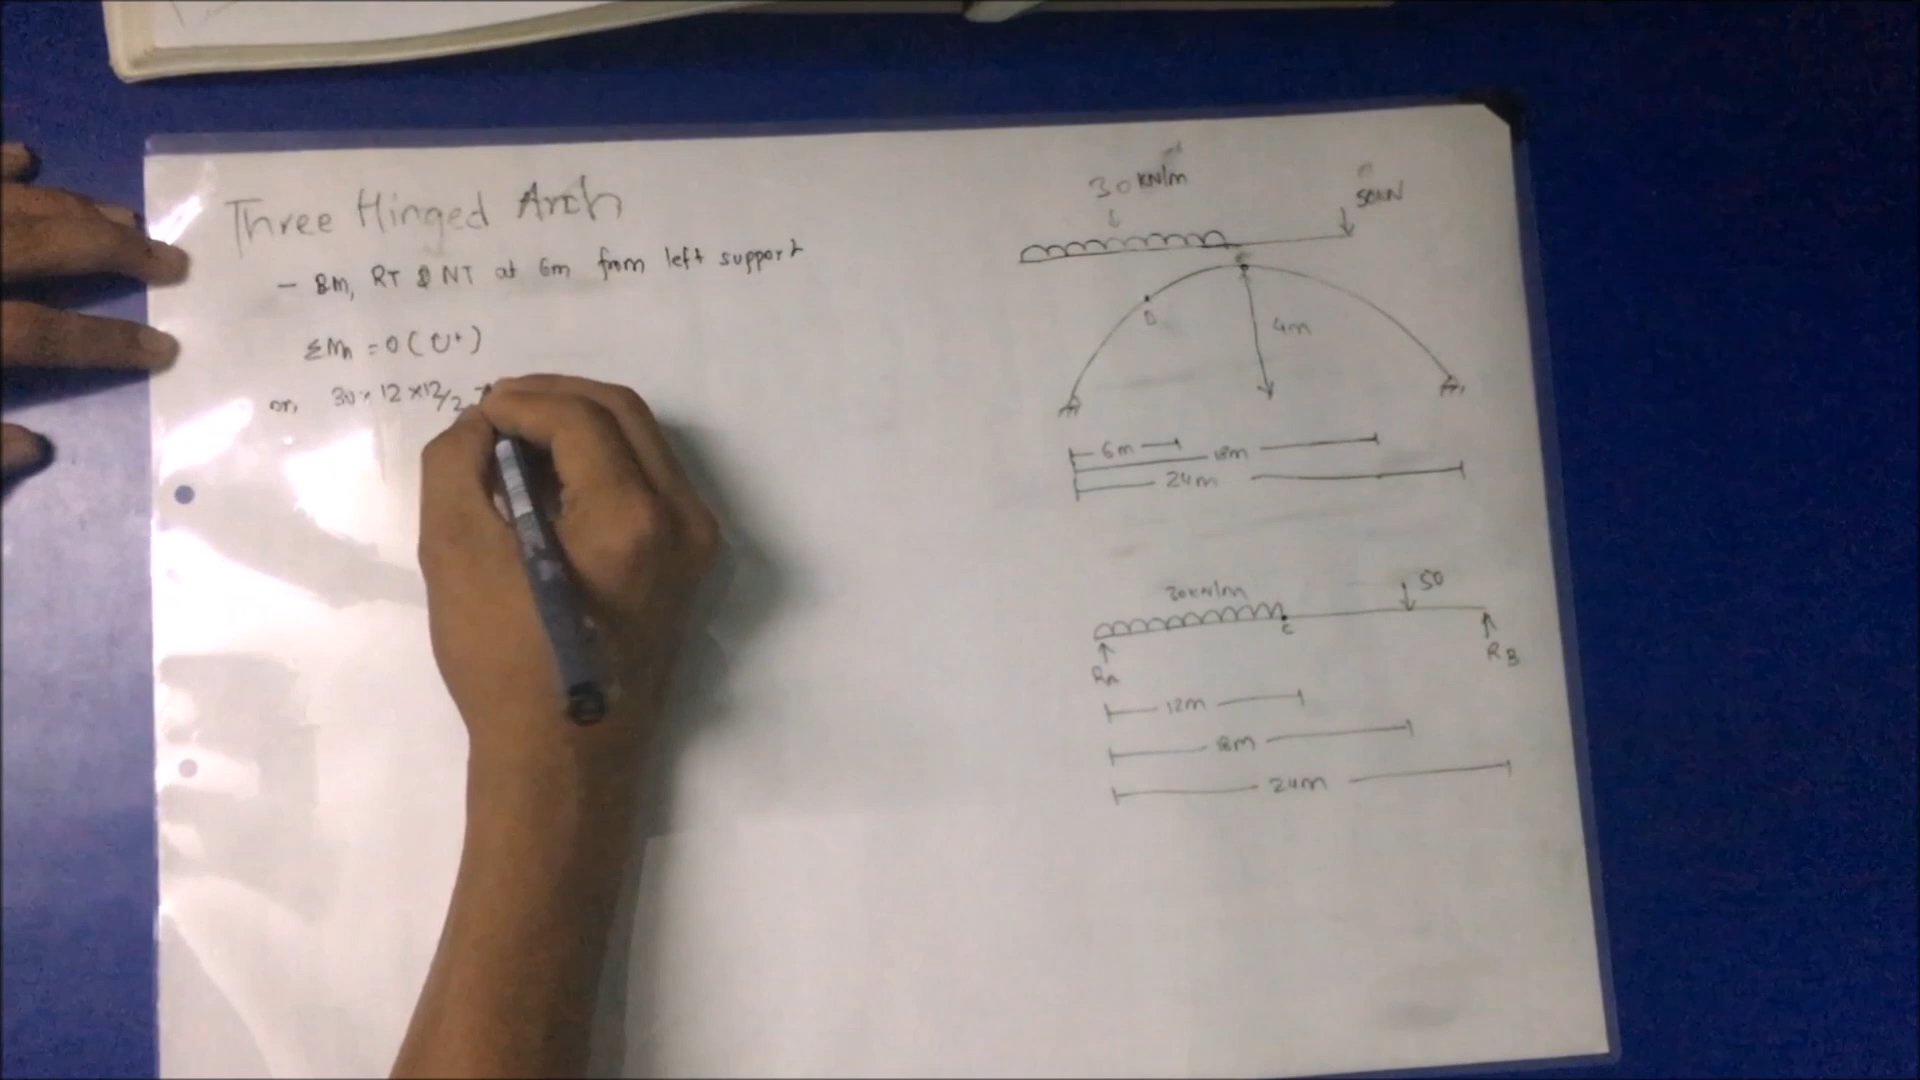 Three Hinged Arch
- BM, RT & NT at 6m from left support
ΣMA = 0 (↻+)
or, 30 × 12 × 12/2 +
30 kN/m
50kN
C
D
4m
6m
18m
24m
30kN/m
50
C
RA
RB
12m
18m
24m